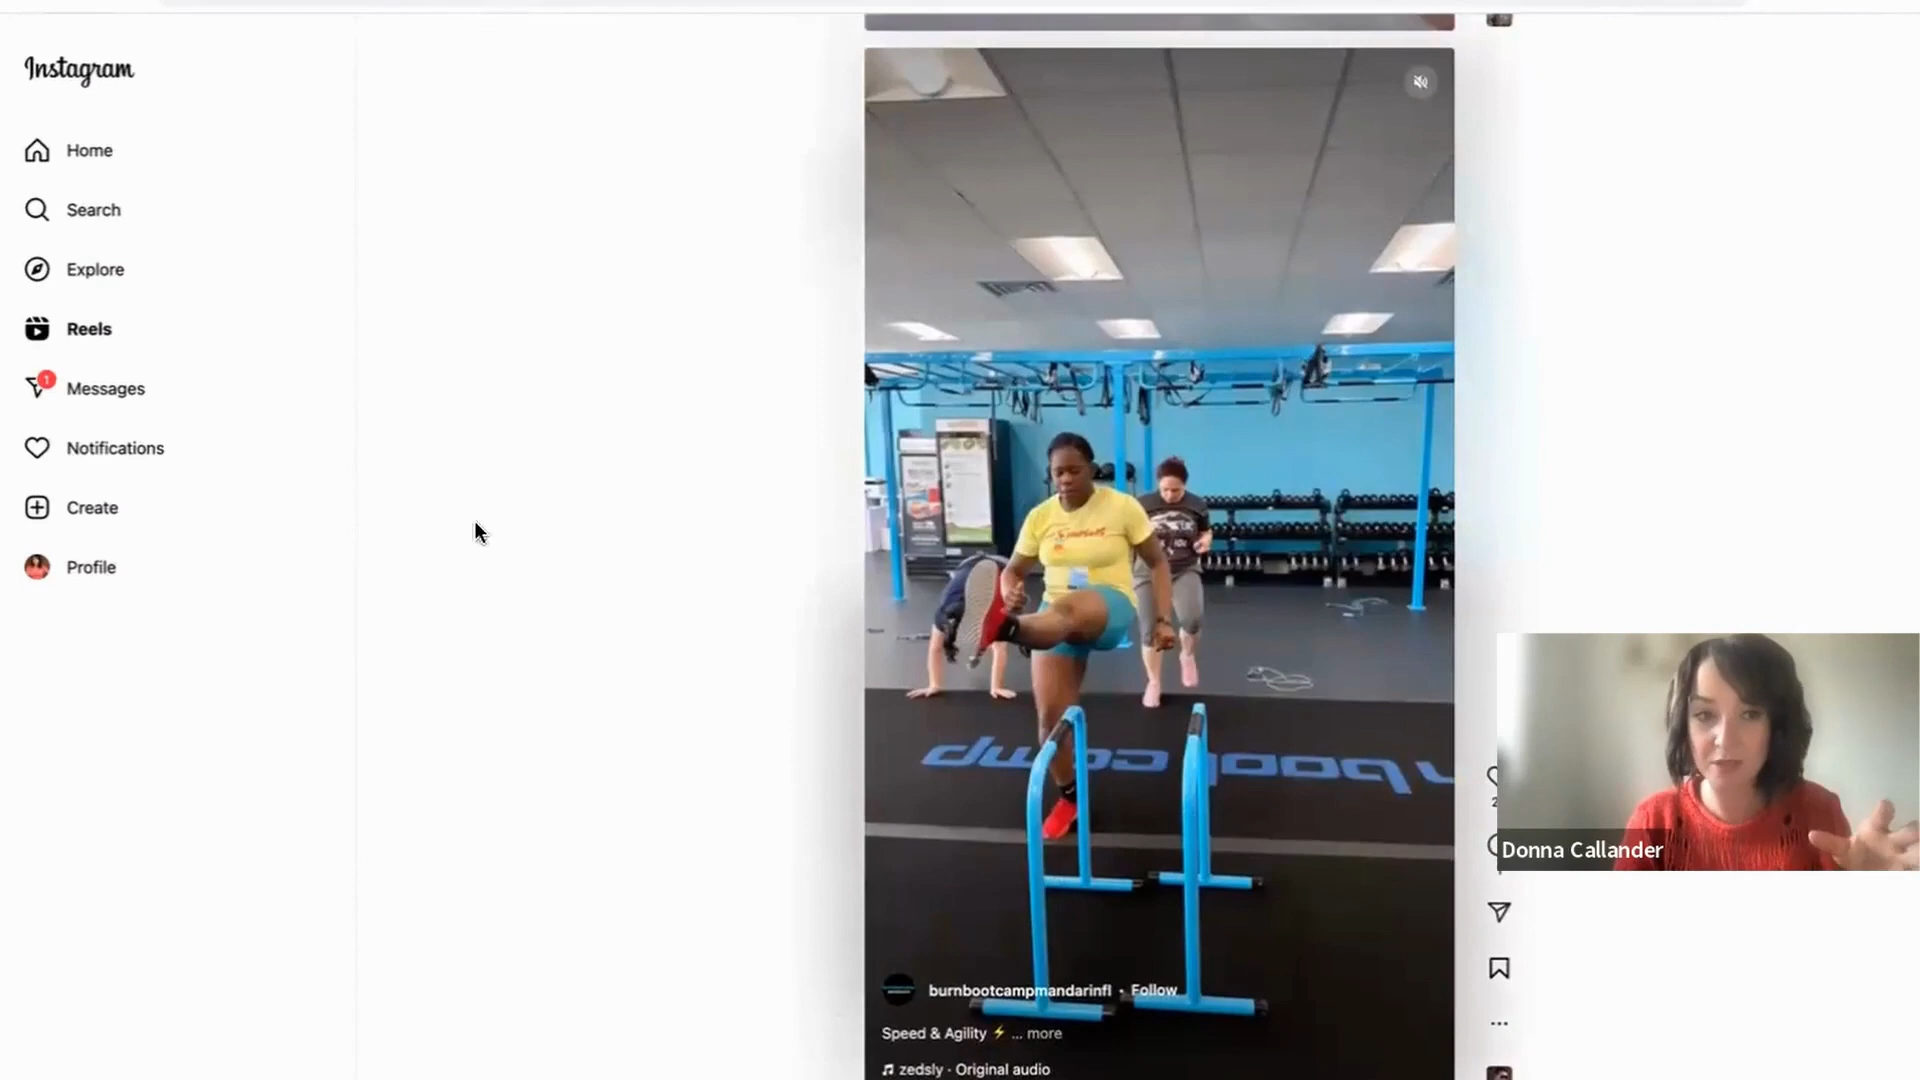 Instagram
Home
Search
Explore
Reels
1
Messages
Notifications
Create
Profile
burnbootcampmandarinfl • Follow
Speed & Agility ⚡ ... more
zedsly · Original audio
Donna Callander